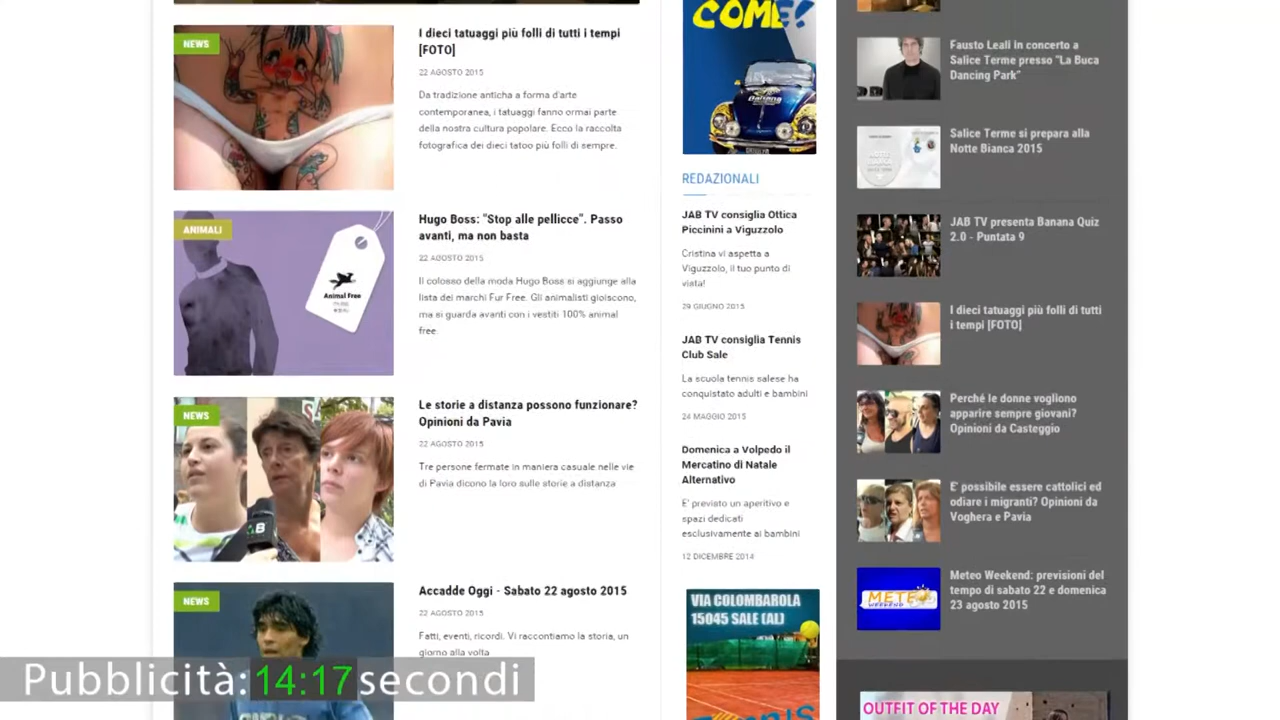 NEWS
I dieci tatuaggi più folli di tutti i tempi
[FOTO]
22 AGOSTO 2015
Da tradizione antiche a forma d'arte
contemporanea, i tatuaggi fanno ormai parte
della nostra cultura popolare. Ecco la raccolta
fotografica dei dieci tatoo più folli di sempre.
ANIMALI
Animal Free
Hugo Boss: "Stop alle pellicce". Passo
avanti, ma non basta
22 AGOSTO 2015
Il colosso della moda Hugo Boss si aggiunge alla
lista dei marchi Fur Free. Gli animalisti gioiscono,
ma si guarda avanti con i vestiti 100% animal
free.
NEWS
Le storie a distanza possono funzionare?
Opinioni da Pavia
22 AGOSTO 2015
Tre persone fermate in maniera casuale nelle vie
di Pavia dicono la loro sulle storie a distanza
NEWS
Accadde Oggi - Sabato 22 agosto 2015
22 AGOSTO 2015
Fatti, eventi, ricordi. Vi raccontiamo la storia, un
giorno alla volta
COME!
Banana
REDAZIONALI
JAB TV consiglia Ottica
Piccinini a Viguzzolo
Cristina vi aspetta a
Viguzzolo, il tuo punto di
vista!
29 GIUGNO 2015
JAB TV consiglia Tennis
Club Sale
La scuola tennis salese ha
conquistato adulti e bambini
24 MAGGIO 2015
Domenica a Volpedo il
Mercatino di Natale
Alternativo
E' previsto un aperitivo e
spazi dedicati
esclusivamente ai bambini
12 DICEMBRE 2014
VIA COLOMBAROLA
15045 SALE (AL)
Tennis
Fausto Leali in concerto a
Salice Terme presso "La Buca
Dancing Park"
Salice Terme si prepara alla
Notte Bianca 2015
JAB TV presenta Banana Quiz
2.0 - Puntata 9
I dieci tatuaggi più folli di tutti
i tempi [FOTO]
Perché le donne vogliono
apparire sempre giovani?
Opinioni da Casteggio
E' possibile essere cattolici ed
odiare i migranti? Opinioni da
Voghera e Pavia
METEO
WEEKEND
Meteo Weekend: previsioni del
tempo di sabato 22 e domenica
23 agosto 2015
OUTFIT OF THE DAY
Pubblicità: 14:17 secondi